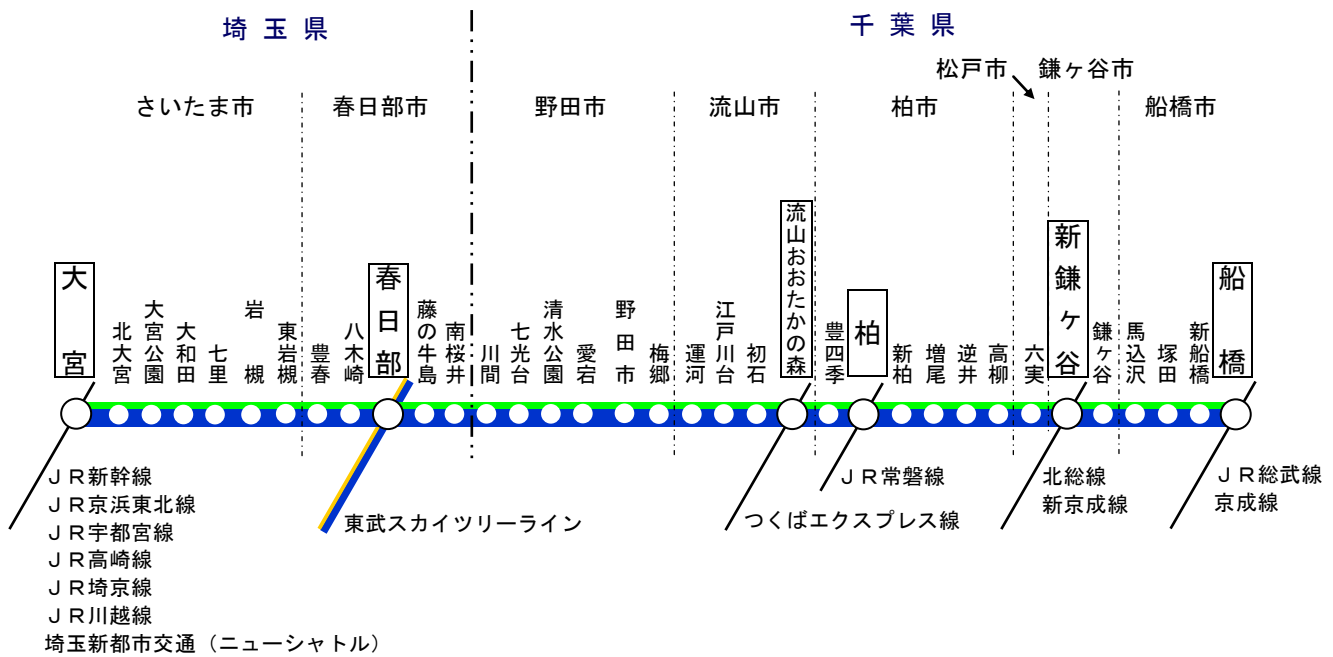 埼玉県
千葉県
松戸市
鎌ヶ谷市
さいたま市
春日部市
野田市
流山市
柏市
船橋市
大宮
北大宮
大宮公園
大和田
七里
岩槻
東岩槻
豊春
八木崎
春日部
藤の牛島
南桜井
川間
七光台
清水公園
愛宕
野田市
梅郷
運河
江戸川台
初石
流山おおたかの森
豊四季
柏
新柏
増尾
逆井
高柳
六実
新鎌ヶ谷
鎌ヶ谷
馬込沢
塚田
新船橋
船橋
ＪＲ新幹線
ＪＲ京浜東北線
ＪＲ宇都宮線
ＪＲ高崎線
ＪＲ埼京線
ＪＲ川越線
埼玉新都市交通（ニューシャトル）
東武スカイツリーライン
つくばエクスプレス線
ＪＲ常磐線
北総線
新京成線
ＪＲ総武線
京成線